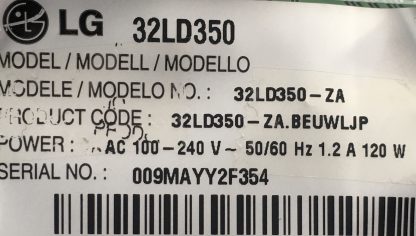 LG 32LD350
MODEL / MODELL / MODELLO
MODELE / MODELO NO. : 32LD350-ZA
PRODUCT CODE : 32LD350-ZA.BEUWLJP
POWER : AC 100-240 V~ 50/60 Hz 1.2 A 120 W
SERIAL NO. : 009MAYY2F354